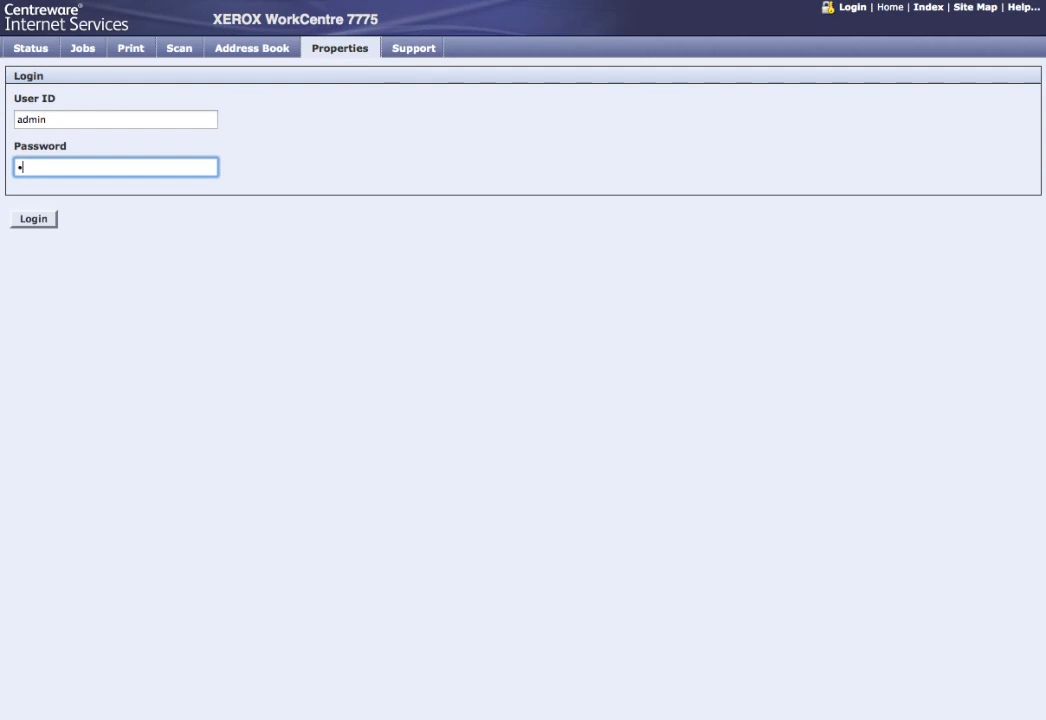 Centreware®
Internet Services
XEROX WorkCentre 7775
Login | Home | Index | Site Map | Help...
Status Jobs Print Scan Address Book Properties Support
Login
User ID
admin
Password
•
Login